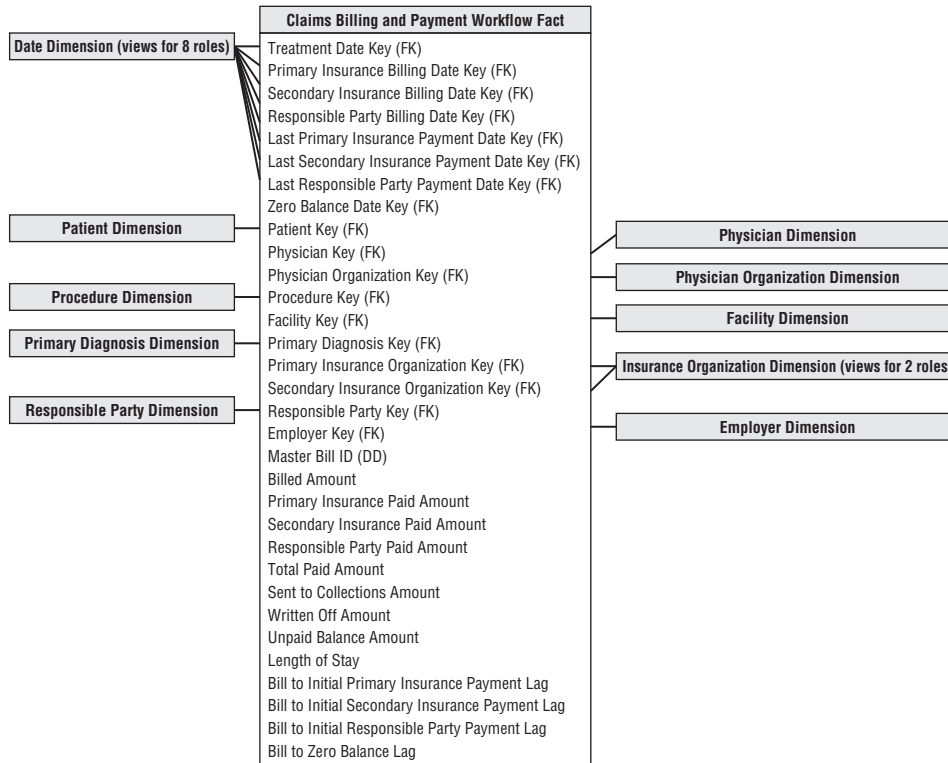 Claims Billing and Payment Workflow Fact
Date Dimension (views for 8 roles)
Treatment Date Key (FK)
Primary Insurance Billing Date Key (FK)
Secondary Insurance Billing Date Key (FK)
Responsible Party Billing Date Key (FK)
Last Primary Insurance Payment Date Key (FK)
Last Secondary Insurance Payment Date Key (FK)
Last Responsible Party Payment Date Key (FK)
Zero Balance Date Key (FK)
Patient Dimension
Patient Key (FK)
Physician Dimension
Physician Key (FK)
Physician Organization Key (FK)
Physician Organization Dimension
Procedure Dimension
Procedure Key (FK)
Facility Key (FK)
Facility Dimension
Primary Diagnosis Dimension
Primary Diagnosis Key (FK)
Primary Insurance Organization Key (FK)
Insurance Organization Dimension (views for 2 roles
Secondary Insurance Organization Key (FK)
Responsible Party Dimension
Responsible Party Key (FK)
Employer Key (FK)
Employer Dimension
Master Bill ID (DD)
Billed Amount
Primary Insurance Paid Amount
Secondary Insurance Paid Amount
Responsible Party Paid Amount
Total Paid Amount
Sent to Collections Amount
Written Off Amount
Unpaid Balance Amount
Length of Stay
Bill to Initial Primary Insurance Payment Lag
Bill to Initial Secondary Insurance Payment Lag
Bill to Initial Responsible Party Payment Lag
Bill to Zero Balance Lag